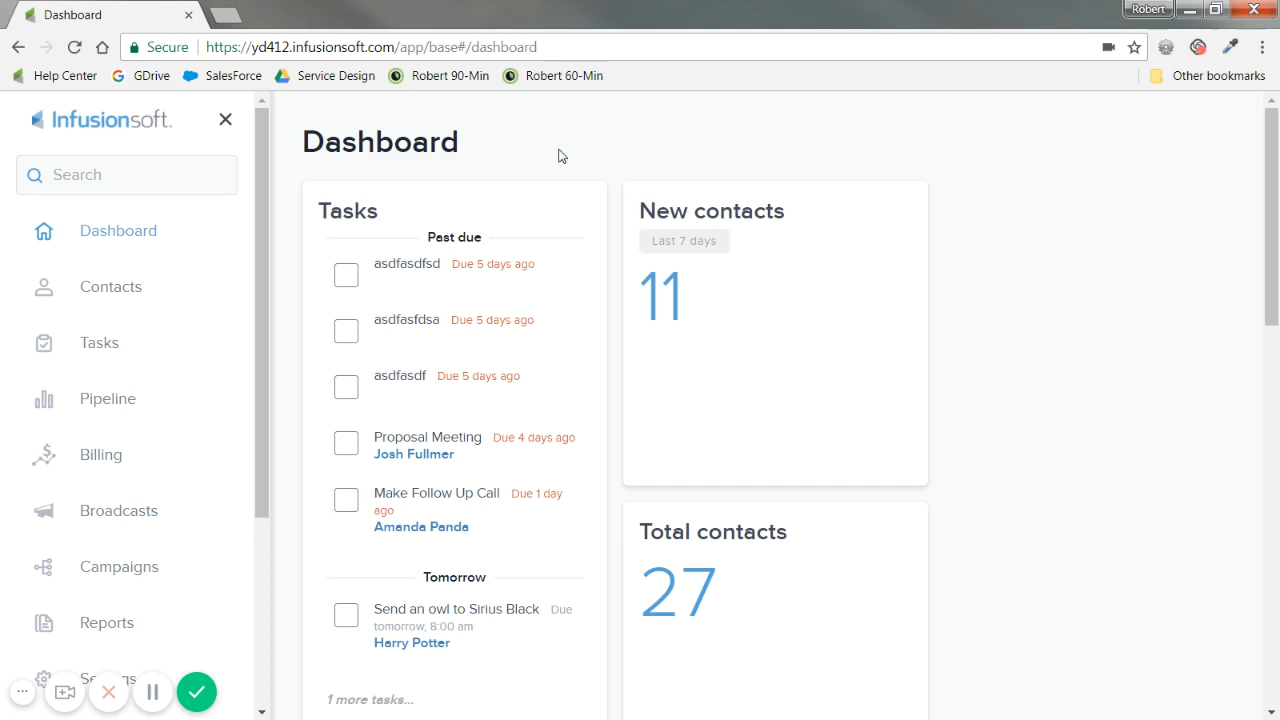 Dashboard
Robert
Secure
https://yd412.infusionsoft.com/app/base#/dashboard
Help Center
GDrive
SalesForce
Service Design
Robert 90-Min
Robert 60-Min
Other bookmarks
Infusionsoft.
Search
Dashboard
Contacts
Tasks
Pipeline
Billing
Broadcasts
Campaigns
Reports
Dashboard
Tasks
Past due
asdfasdfsd Due 5 days ago
asdfasfdsa Due 5 days ago
asdfasdf Due 5 days ago
Proposal Meeting Due 4 days ago
Josh Fullmer
Make Follow Up Call Due 1 day
ago
Amanda Panda
Tomorrow
Send an owl to Sirius Black Due
tomorrow, 8:00 am
Harry Potter
1 more tasks...
New contacts
Last 7 days
11
Total contacts
27